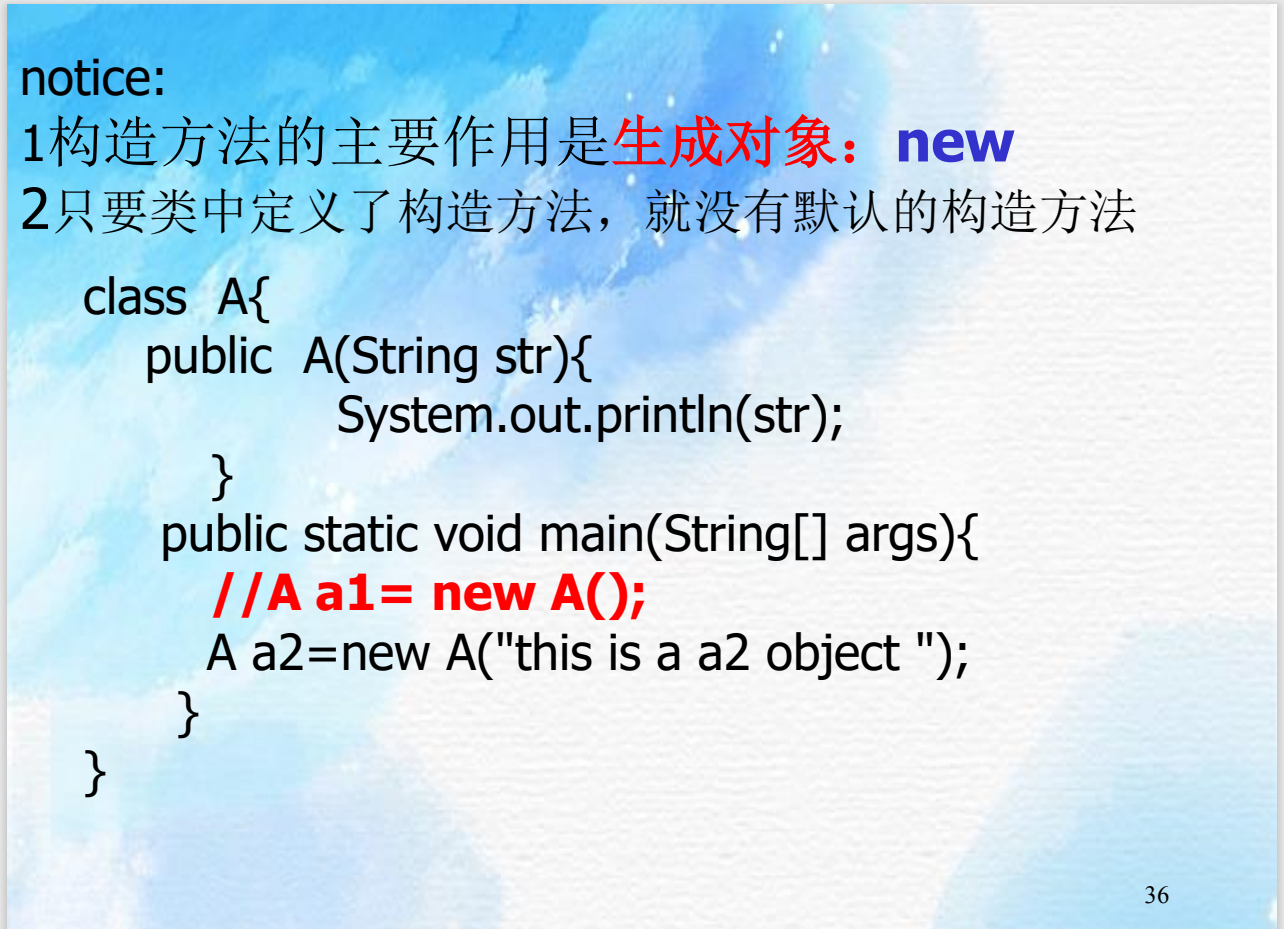 notice:
1构造方法的主要作用是生成对象：new
2只要类中定义了构造方法，就没有默认的构造方法
class A{
public A(String str){
System.out.println(str);
}
public static void main(String[] args){
//A a1= new A();
A a2=new A("this is a a2 object ");
}
}
36